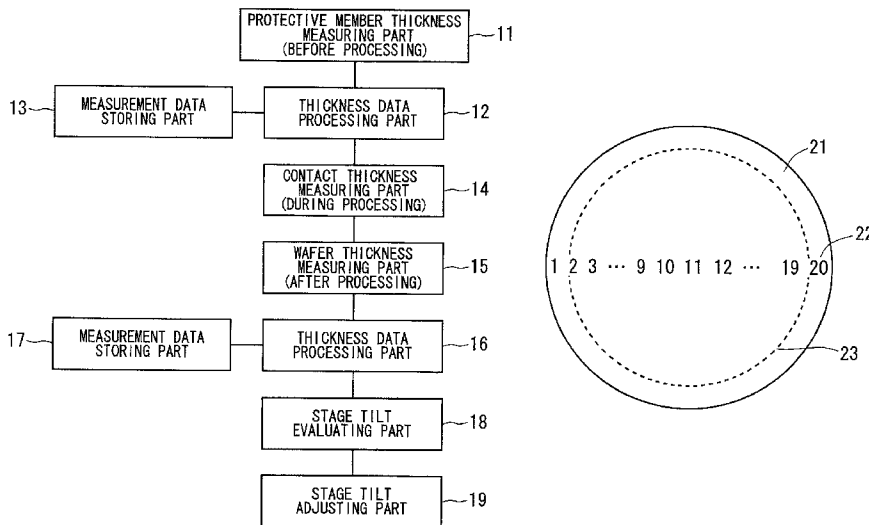 PROTECTIVE MEMBER THICKNESS
MEASURING PART
(BEFORE PROCESSING)
11
13
MEASUREMENT DATA
STORING PART
THICKNESS DATA
PROCESSING PART
12
CONTACT THICKNESS
MEASURING PART
(DURING PROCESSING)
14
WAFER THICKNESS
MEASURING PART
(AFTER PROCESSING)
15
17
MEASUREMENT DATA
STORING PART
THICKNESS DATA
PROCESSING PART
16
STAGE TILT
EVALUATING PART
18
STAGE TILT
ADJUSTING PART
19
21
22
1 2 3 ··· 9 10 11 12 ··· 19 20
23